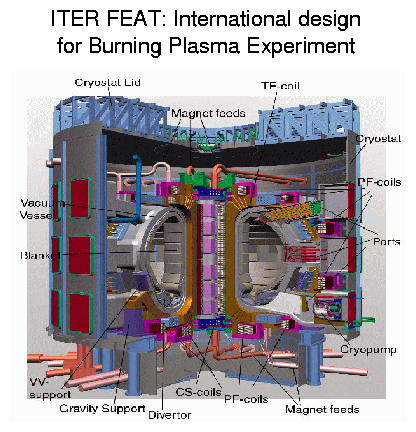 ITER FEAT: International design
for Burning Plasma Experiment
Cryostat Lid
Magnet feeds
TF-coil
Cryostat
PF-coils
Vacuum
Vessel
Ports
Blanket
Cryopump
VV-
support
Gravity Support
Divertor
CS-coils
PF-coils
Magnet feeds